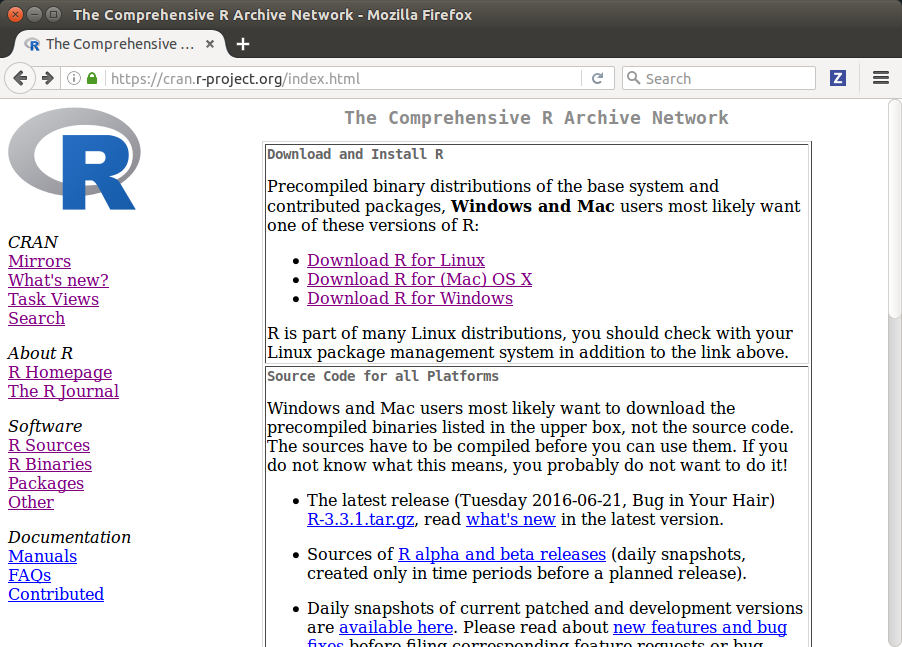 The Comprehensive R Archive Network - Mozilla Firefox
The Comprehensive ...
https://cran.r-project.org/index.html
Search
Z
R
CRAN
Mirrors
What's new?
Task Views
Search
About R
R Homepage
The R Journal
Software
R Sources
R Binaries
Packages
Other
Documentation
Manuals
FAQs
Contributed
The Comprehensive R Archive Network
Download and Install R
Precompiled binary distributions of the base system and
contributed packages, Windows and Mac users most likely want
one of these versions of R:
• Download R for Linux
• Download R for (Mac) OS X
• Download R for Windows
R is part of many Linux distributions, you should check with your
Linux package management system in addition to the link above.
Source Code for all Platforms
Windows and Mac users most likely want to download the
precompiled binaries listed in the upper box, not the source code.
The sources have to be compiled before you can use them. If you
do not know what this means, you probably do not want to do it!
• The latest release (Tuesday 2016-06-21, Bug in Your Hair)
R-3.3.1.tar.gz, read what's new in the latest version.
• Sources of R alpha and beta releases (daily snapshots,
created only in time periods before a planned release).
• Daily snapshots of current patched and development versions
are available here. Please read about new features and bug
fixes before filing corresponding feature requests or bug